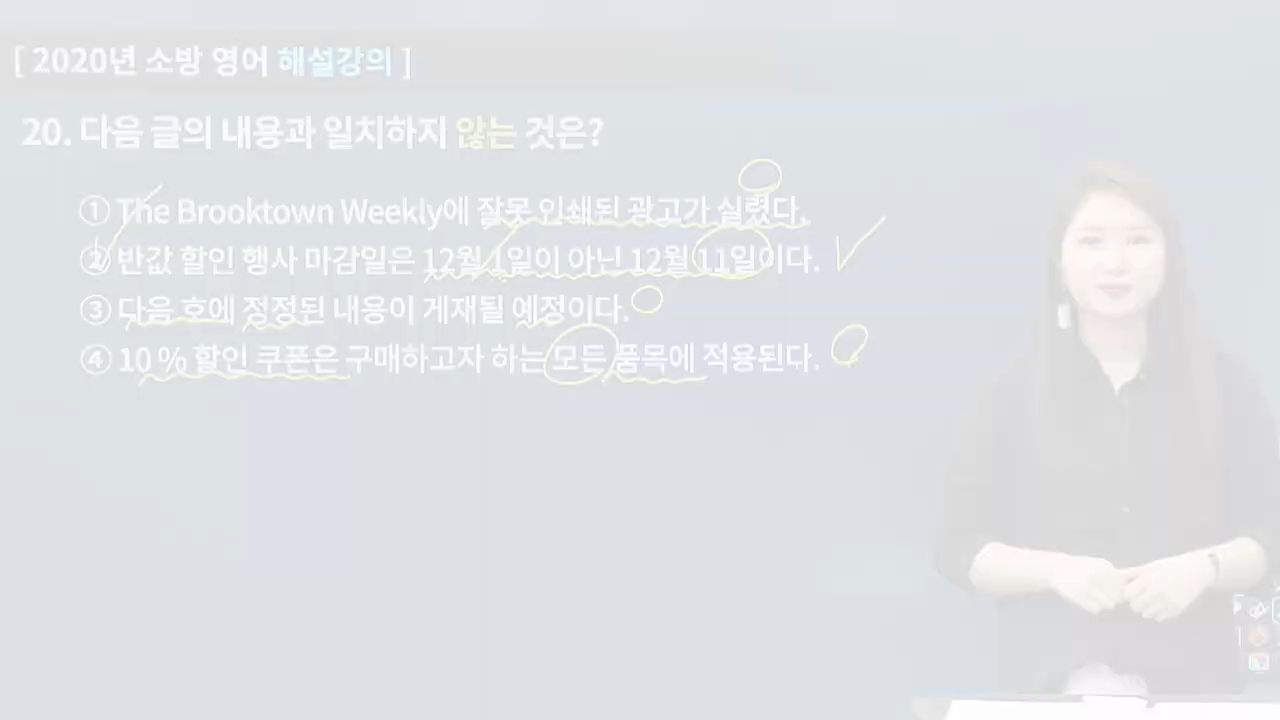 [ 2020년 소방 영어 해설강의 ]
20. 다음 글의 내용과 일치하지 않는 것은?
① The Brooktown Weekly에 잘못 인쇄된 광고가 실렸다.
② 반값 할인 행사 마감일은 12월 1일이 아닌 12월 11일이다.
③ 다음 호에 정정된 내용이 게재될 예정이다.
④ 10 % 할인 쿠폰은 구매하고자 하는 모든 품목에 적용된다.